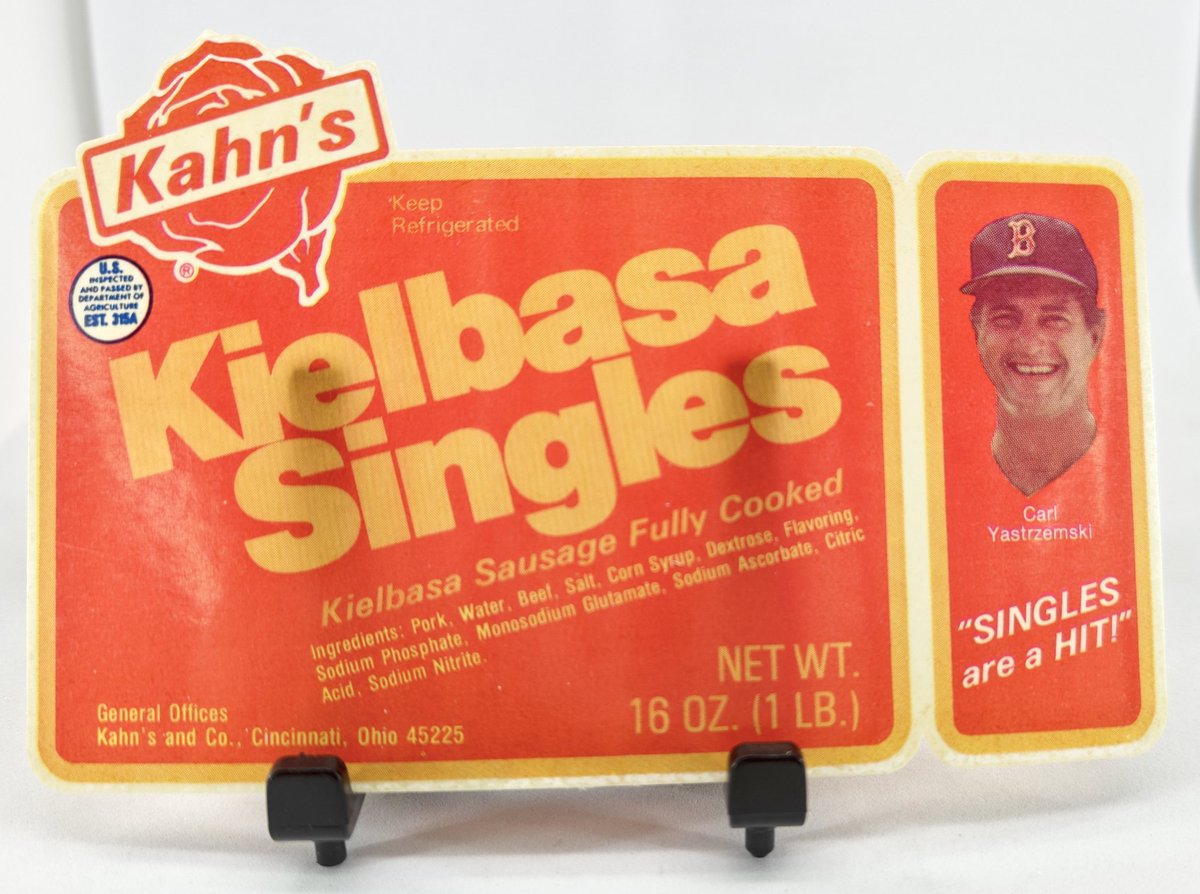 Kahn's
®
Keep
Refrigerated
U.S.
INSPECTED
AND PASSED BY
DEPARTMENT OF
AGRICULTURE
EST. 315A
Kielbasa
Singles
Kielbasa Sausage Fully Cooked
Ingredients: Pork, Water, Beef, Salt, Corn Syrup, Dextrose, Flavoring,
Sodium Phosphate, Monosodium Glutamate, Sodium Ascorbate, Citric
Acid, Sodium Nitrite.
NET WT.
16 OZ. (1 LB.)
General Offices
Kahn's and Co., Cincinnati, Ohio 45225
B
Carl
Yastrzemski
"SINGLES
are a HIT!"